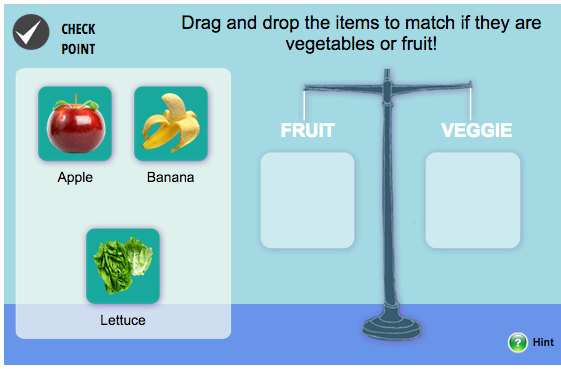 CHECK
POINT
Drag and drop the items to match if they are
vegetables or fruit!
Apple
Banana
Lettuce
FRUIT
VEGGIE
? Hint